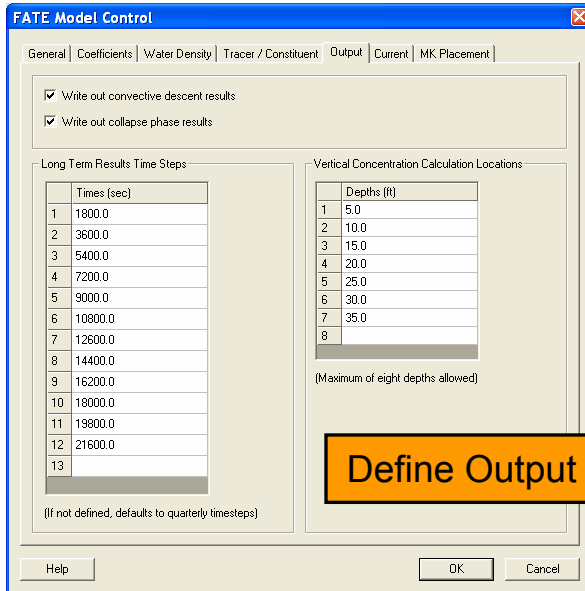 FATE Model Control
General Coefficients Water Density Tracer / Constituent Output Current MK Placement
Write out convective descent results
Write out collapse phase results
Long Term Results Time Steps
Times (sec)
1 1800.0
2 3600.0
3 5400.0
4 7200.0
5 9000.0
6 10800.0
7 12600.0
8 14400.0
9 16200.0
10 18000.0
11 19800.0
12 21600.0
13
(If not defined, defaults to quarterly timesteps)
Vertical Concentration Calculation Locations
Depths (ft)
1 5.0
2 10.0
3 15.0
4 20.0
5 25.0
6 30.0
7 35.0
8
(Maximum of eight depths allowed)
Define Output
Help OK Cancel